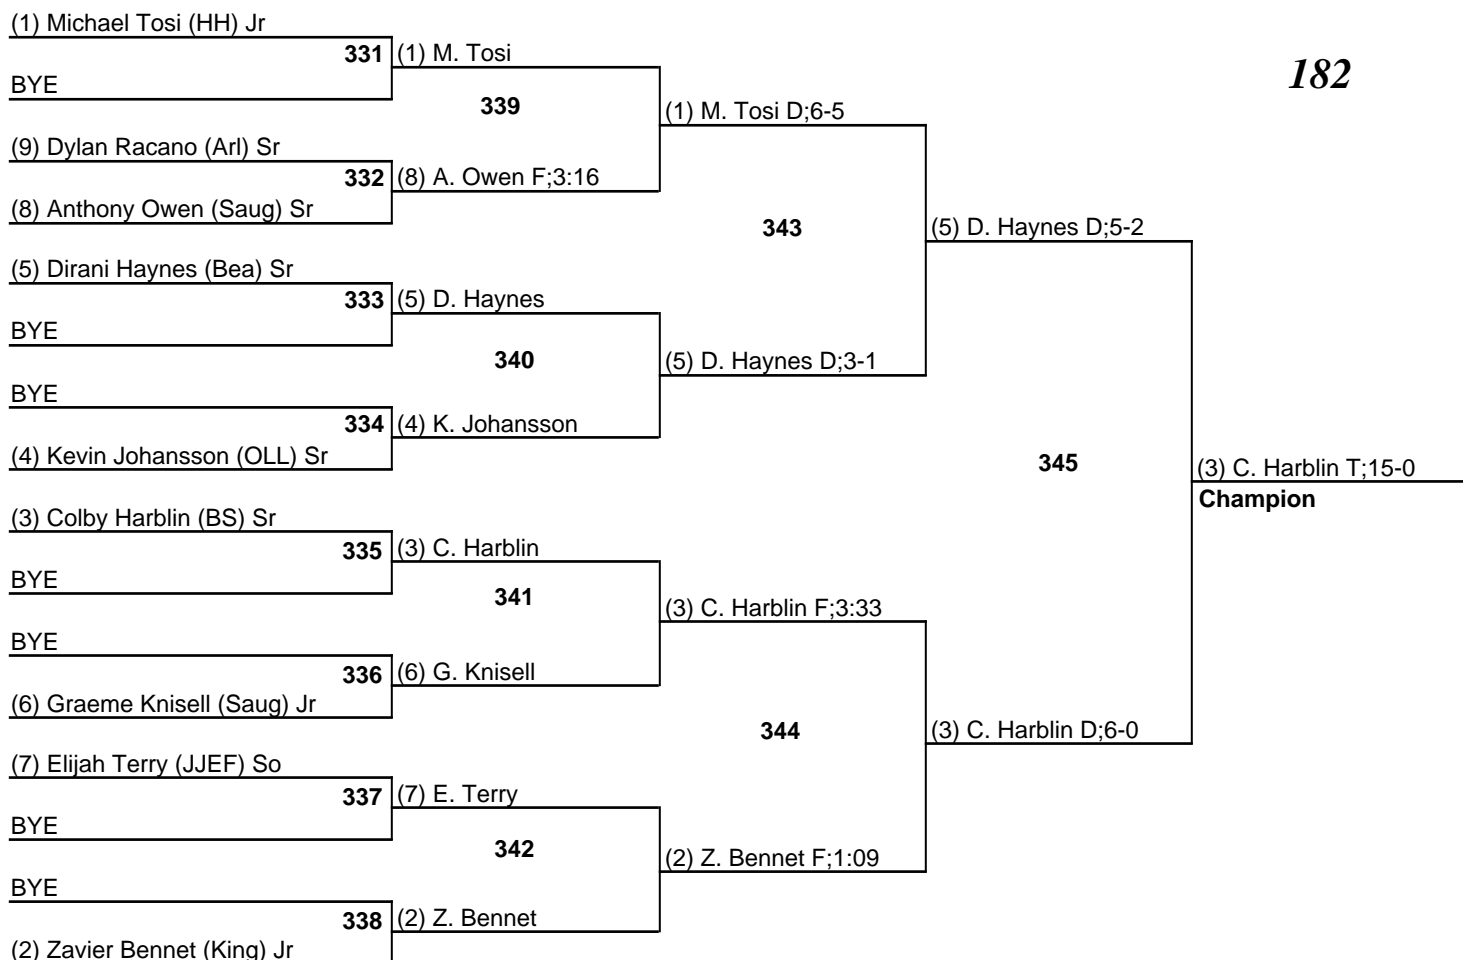 (1) Michael Tosi (HH) Jr
331
(1) M. Tosi
182
BYE
339
(1) M. Tosi D;6-5
(9) Dylan Racano (Arl) Sr
332
(8) A. Owen F;3:16
(8) Anthony Owen (Saug) Sr
343
(5) D. Haynes D;5-2
(5) Dirani Haynes (Bea) Sr
333
(5) D. Haynes
BYE
340
(5) D. Haynes D;3-1
BYE
334
(4) K. Johansson
(4) Kevin Johansson (OLL) Sr
345
(3) C. Harblin T;15-0
Champion
(3) Colby Harblin (BS) Sr
335
(3) C. Harblin
BYE
341
(3) C. Harblin F;3:33
BYE
336
(6) G. Knisell
(6) Graeme Knisell (Saug) Jr
344
(3) C. Harblin D;6-0
(7) Elijah Terry (JJEF) So
337
(7) E. Terry
BYE
342
(2) Z. Bennet F;1:09
BYE
338
(2) Z. Bennet
(2) Zavier Bennet (King) Jr